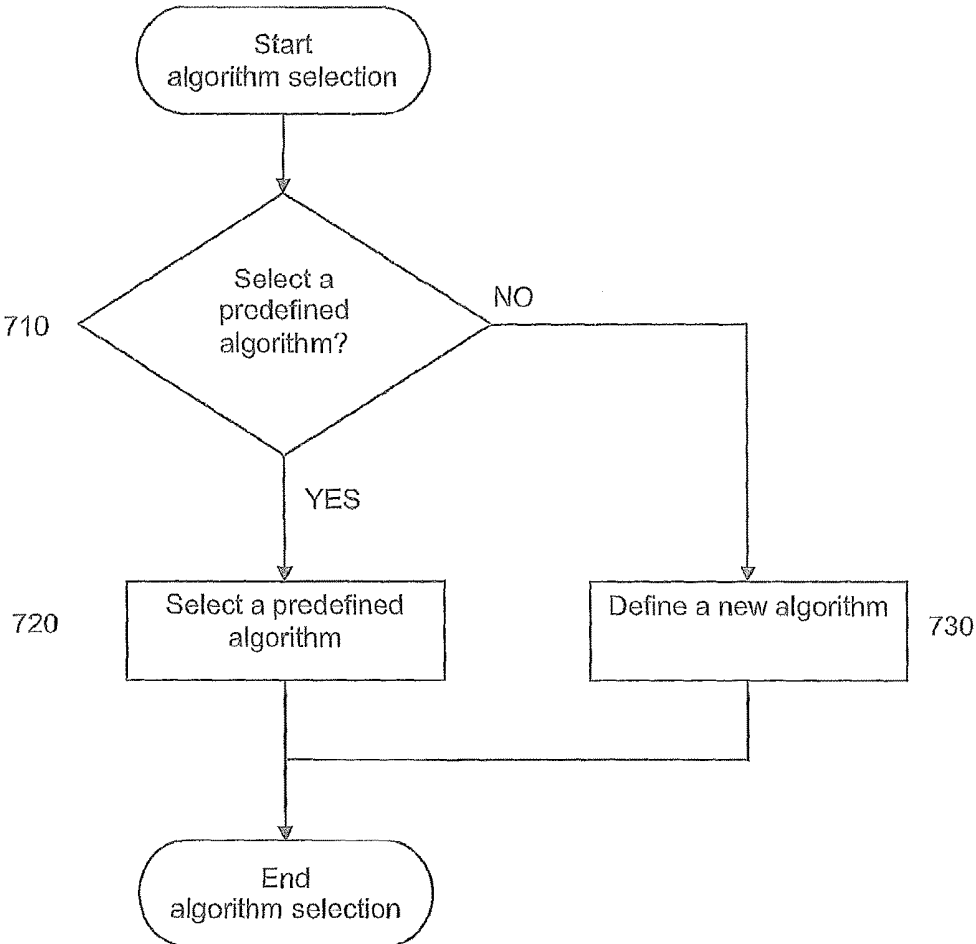 Start
algorithm selection
710
Select a
predefined
algorithm?
NO
YES
720
Select a predefined
algorithm
Define a new algorithm
730
End
algorithm selection